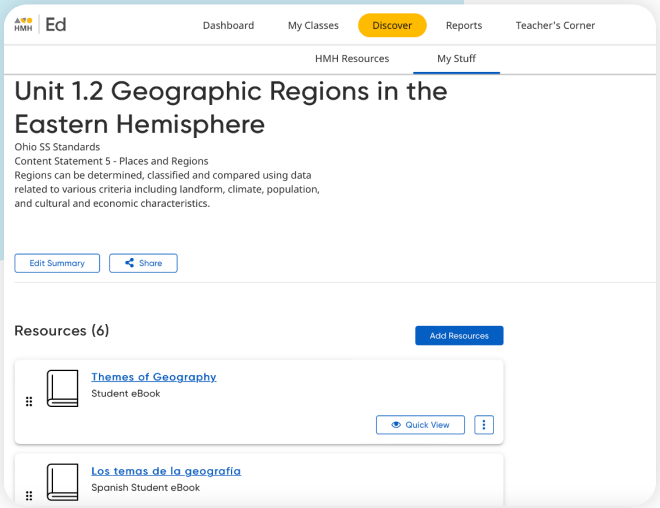 HMH Ed
Dashboard My Classes Discover Reports Teacher's Corner
HMH Resources My Stuff
Unit 1.2 Geographic Regions in the
Eastern Hemisphere
Ohio SS Standards
Content Statement 5 - Places and Regions
Regions can be determined, classified and compared using data
related to various criteria including landform, climate, population,
and cultural and economic characteristics.
Edit Summary Share
Resources (6)
Add Resources
Themes of Geography
Student eBook
Quick View
Los temas de la geografía
Spanish Student eBook